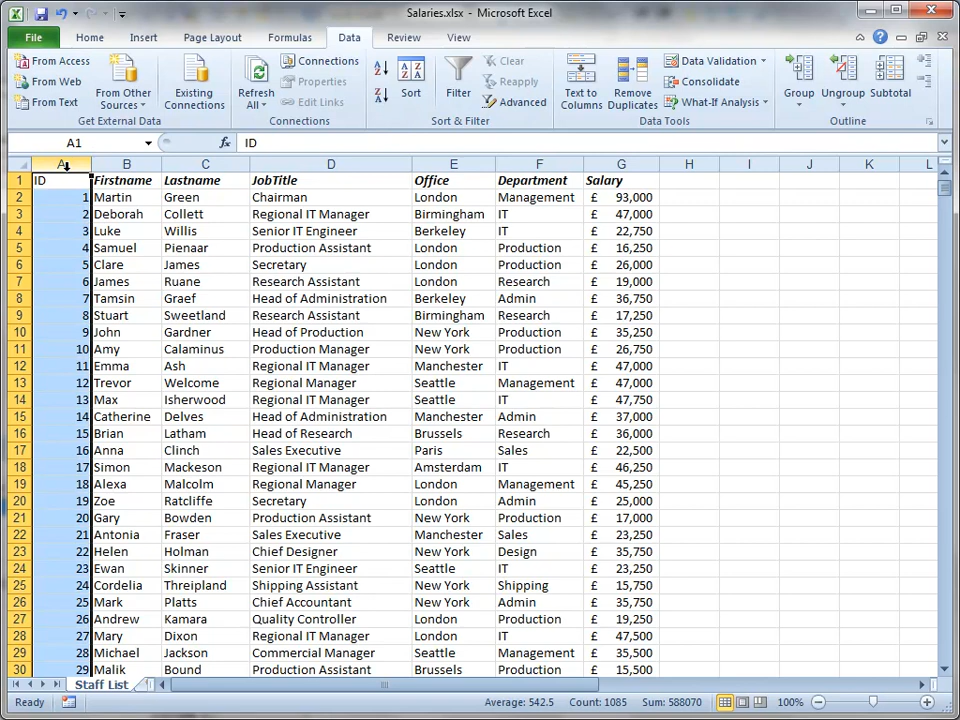 Salaries.xlsx - Microsoft Excel
File Home Insert Page Layout Formulas Data Review View
From Access
From Web
From Text
From Other Sources
Existing Connections
Get External Data
Refresh All
Connections
Properties
Edit Links
Connections
Sort
Filter
Clear
Reapply
Advanced
Sort & Filter
Text to Columns
Remove Duplicates
Data Validation
Consolidate
What-If Analysis
Data Tools
Group
Ungroup
Subtotal
Outline
A1 fx ID
A B C D E F G H I J K L
1 ID Firstname Lastname JobTitle Office Department Salary
2 1 Martin Green Chairman London Management £ 93,000
3 2 Deborah Collett Regional IT Manager Birmingham IT £ 47,000
4 3 Luke Willis Senior IT Engineer Berkeley IT £ 22,750
5 4 Samuel Pienaar Production Assistant London Production £ 16,250
6 5 Clare James Secretary London Production £ 26,000
7 6 James Ruane Research Assistant London Research £ 19,000
8 7 Tamsin Graef Head of Administration Berkeley Admin £ 36,750
9 8 Stuart Sweetland Research Assistant Birmingham Research £ 17,250
10 9 John Gardner Head of Production New York Production £ 35,250
11 10 Amy Calaminus Production Manager New York Production £ 26,750
12 11 Emma Ash Regional IT Manager Manchester IT £ 47,000
13 12 Trevor Welcome Regional Manager Seattle Management £ 47,000
14 13 Max Isherwood Regional IT Manager Seattle IT £ 47,750
15 14 Catherine Delves Head of Administration Manchester Admin £ 37,000
16 15 Brian Latham Head of Research Brussels Research £ 36,000
17 16 Anna Clinch Sales Executive Paris Sales £ 22,500
18 17 Simon Mackeson Regional IT Manager Amsterdam IT £ 46,250
19 18 Alexa Malcolm Regional Manager London Management £ 45,250
20 19 Zoe Ratcliffe Secretary London Admin £ 25,000
21 20 Gary Bowden Production Assistant New York Production £ 17,000
22 21 Antonia Fraser Sales Executive Manchester Sales £ 23,250
23 22 Helen Holman Chief Designer New York Design £ 35,750
24 23 Ewan Skinner Senior IT Engineer Seattle IT £ 23,250
25 24 Cordelia Threipland Shipping Assistant New York Shipping £ 15,750
26 25 Mark Platts Chief Accountant New York Admin £ 35,750
27 26 Andrew Kamara Quality Controller London Production £ 19,250
28 27 Mary Dixon Regional IT Manager London IT £ 47,500
29 28 Michael Jackson Commercial Manager Seattle Management £ 35,500
30 29 Malik Bound Production Assistant Brussels Production £ 15,500
Staff List
Ready Average: 542.5 Count: 1085 Sum: 588070 100%